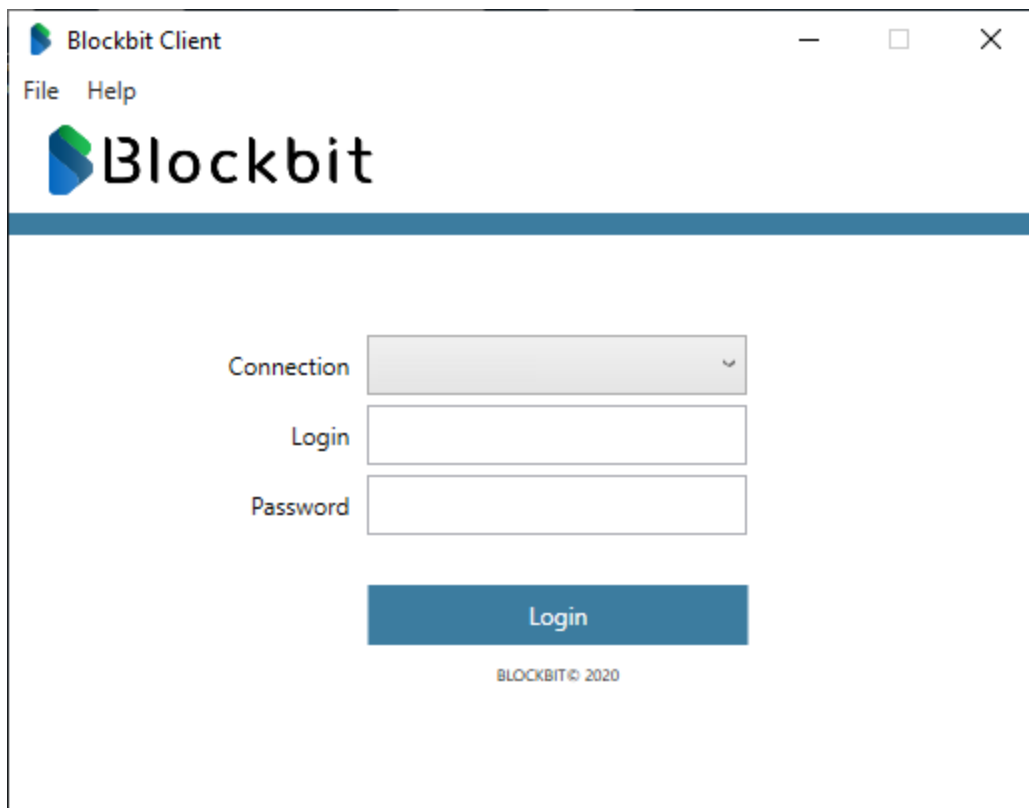 Blockbit Client
File Help
Blockbit
Connection
Login
Password
Login
BLOCKBIT© 2020